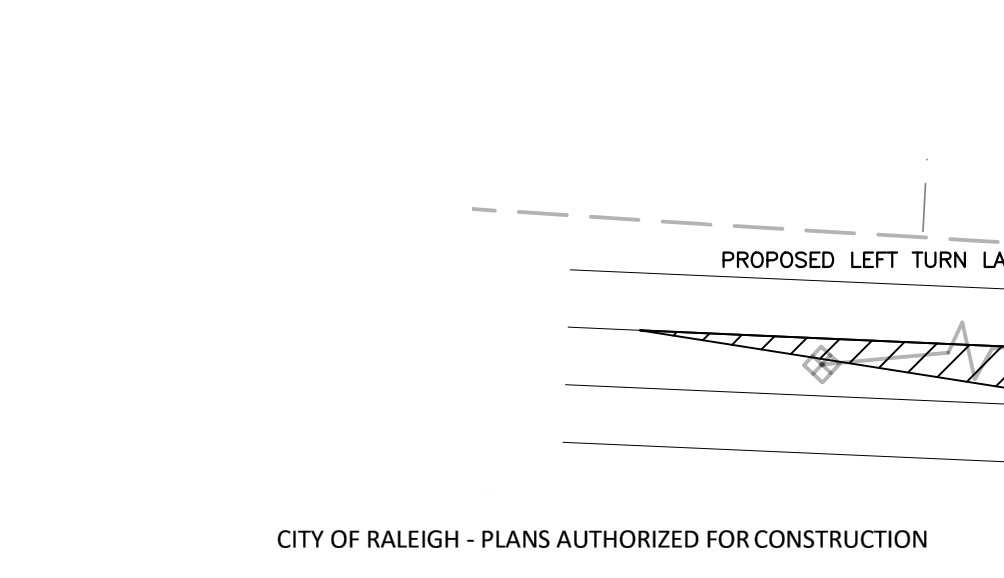 PROPOSED LEFT TURN
CITY OF RALEIGH - PLANS AUTHORIZED FOR CONSTRUCTION